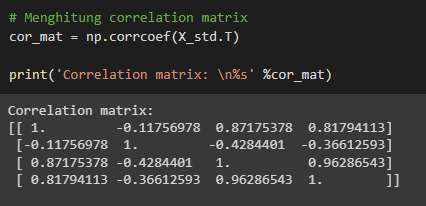 # Menghitung correlation matrix
cor_mat = np.corrcoef(X_std.T)
print('Correlation matrix: \n%s' %cor_mat)
Correlation matrix:
[[ 1.         -0.11756978  0.87175378  0.81794113]
 [-0.11756978  1.         -0.4284401  -0.36612593]
 [ 0.87175378 -0.4284401   1.          0.96286543]
 [ 0.81794113 -0.36612593  0.96286543  1.        ]]